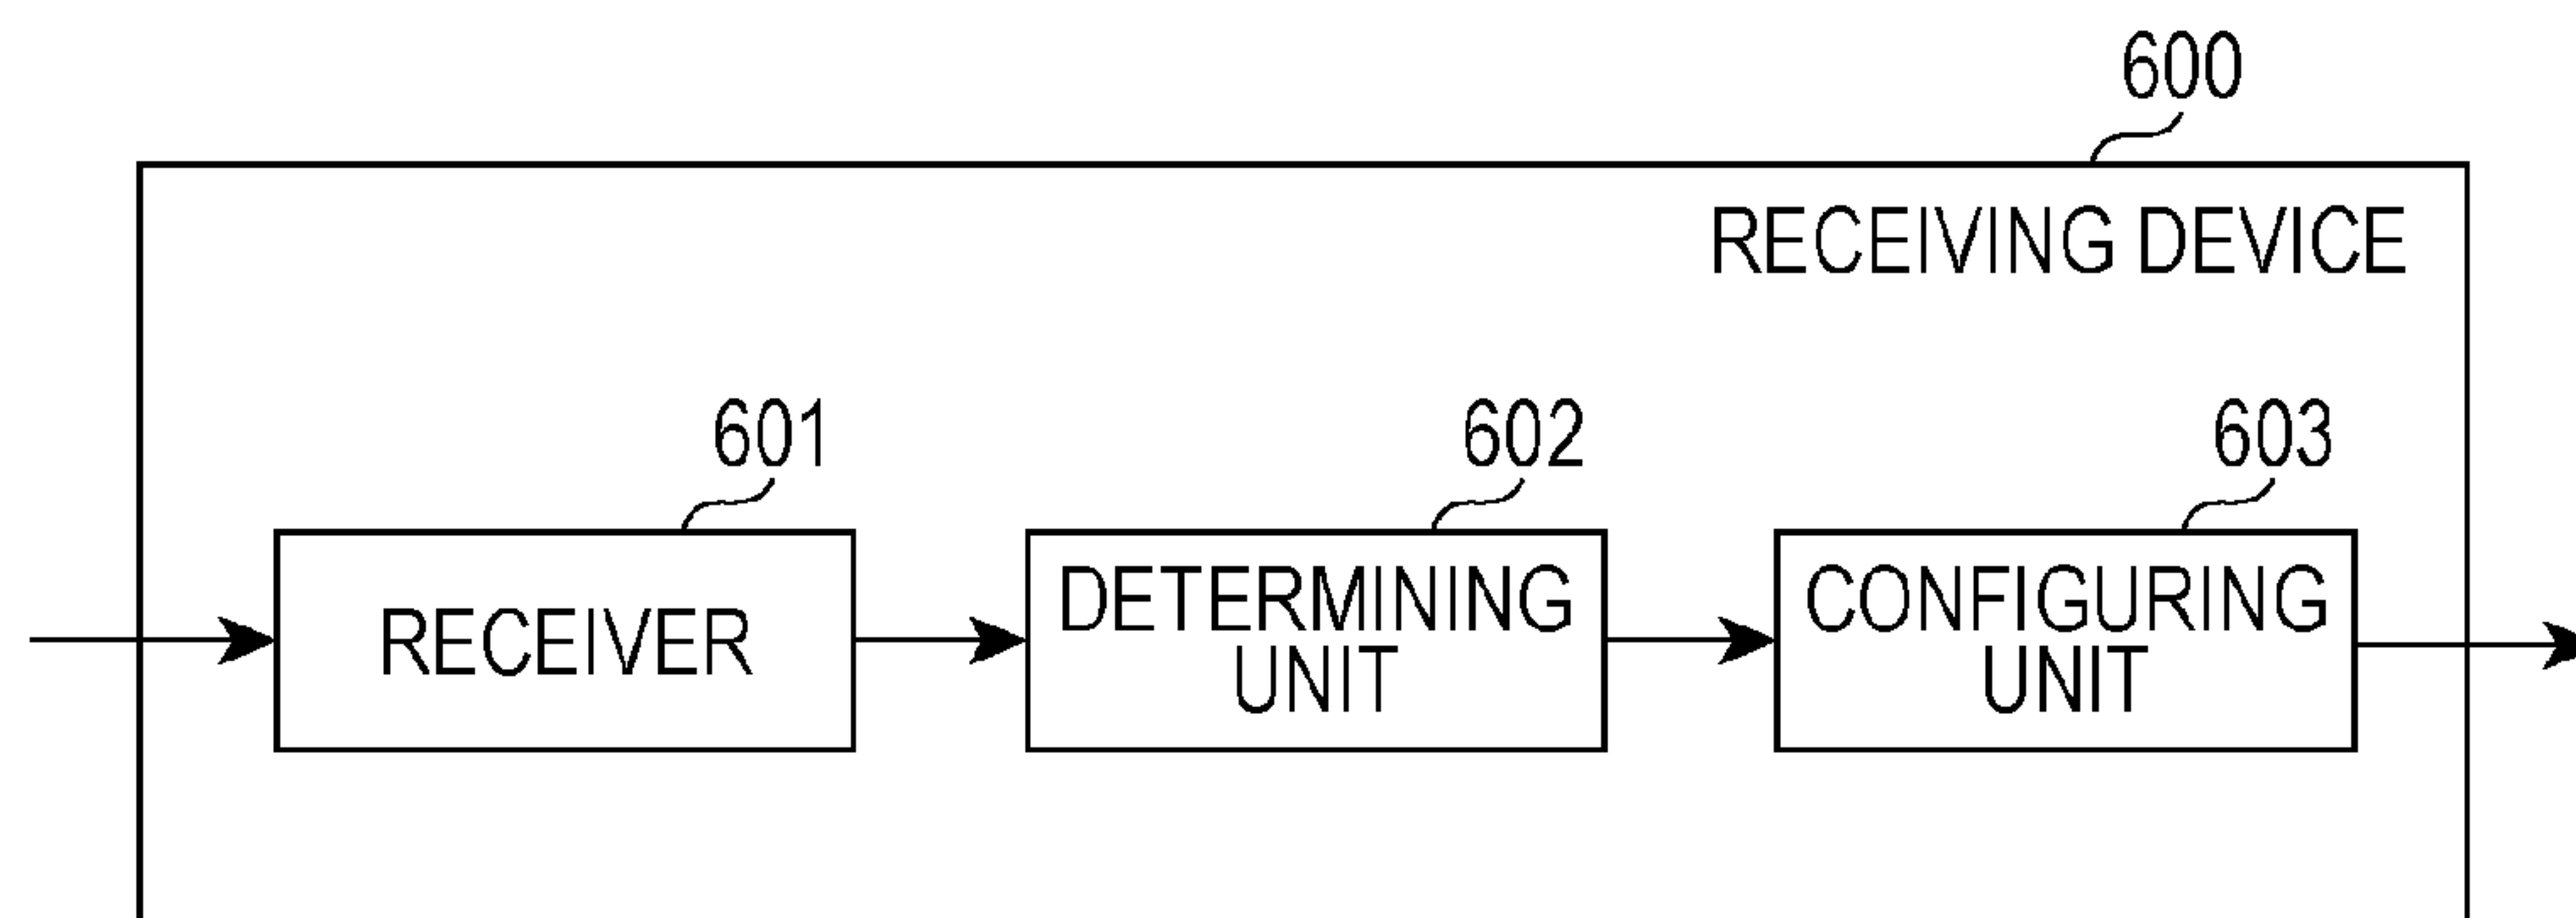 600
RECEIVING DEVICE
601
602
603
RECEIVER
DETERMINING
UNIT
CONFIGURING
UNIT